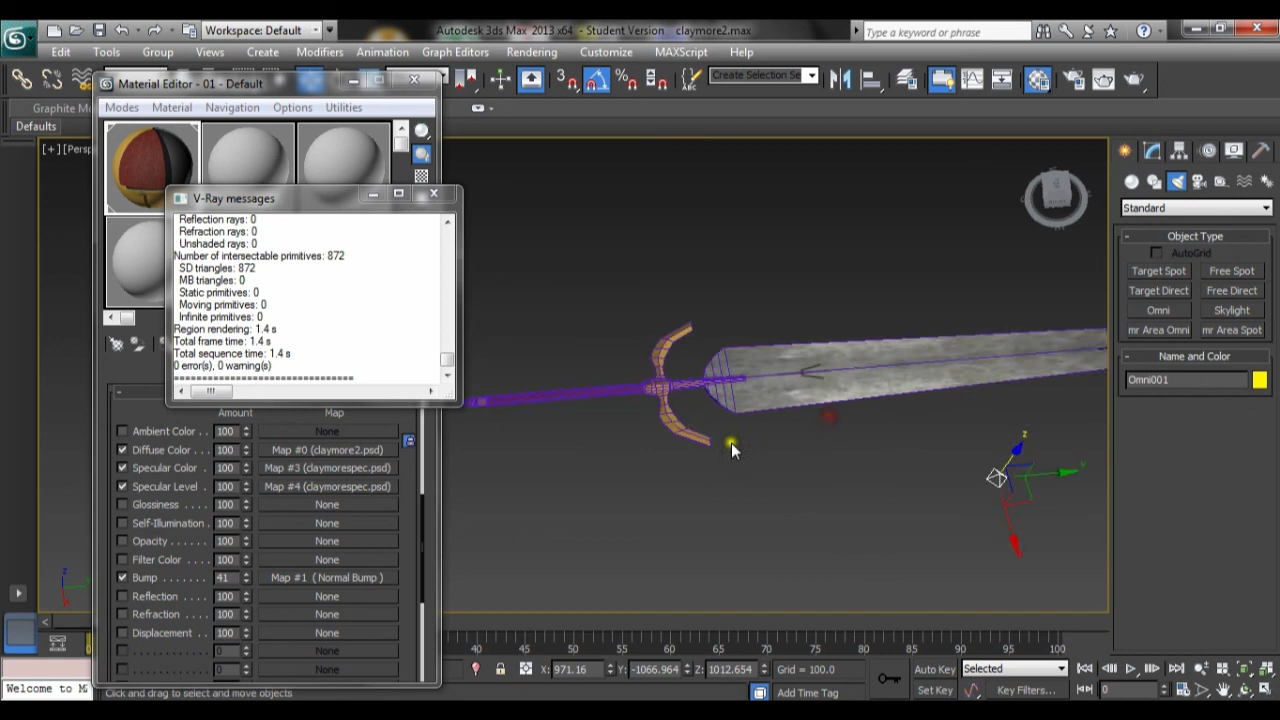 Workspace: Default
Autodesk 3ds Max 2013 x64 - Student Version claymore2.max
Type a keyword or phrase
Edit Tools Group Views Create Modifiers Animation Graph Editors Rendering Customize MAXScript Help
Material Editor - 01 - Default
3
Create Selection Se
Graphite Mo
Modes Material Navigation Options Utilities
Defaults
[+] [Persp
V-Ray messages
Reflection rays: 0
Refraction rays: 0
Unshaded rays: 0
Number of intersectable primitives: 872
SD triangles: 872
MB triangles: 0
Static primitives: 0
Moving primitives: 0
Infinite primitives: 0
Region rendering: 1.4 s
Total frame time: 1.4 s
Total sequence time: 1.4 s
0 error(s), 0 warning(s)
================================
Amount Map
Ambient Color . . 100 None
Diffuse Color . . . 100 Map #0 (claymore2.psd)
Specular Color . 100 Map #3 (claymorespec.psd)
Specular Level . 100 Map #4 (claymorespec.psd)
Glossiness . . . . 100 None
Self-Illumination . 100 None
Opacity . . . . . 100 None
Filter Color . . . 100 None
Bump . . . . . . . 41 Map #1 ( Normal Bump )
Reflection . . . . 100 None
Refraction . . . . 100 None
Displacement . . 100 None
. . . . . . . . . . . 0 None
. . . . . . . . . . . 0 None
Standard
Object Type
AutoGrid
Target Spot Free Spot
Target Direct Free Direct
Omni Skylight
mr Area Omni mr Area Spot
Name and Color
Omni001
z
y
z
40 45 50 55 60 65 70 75 80 85 90 95 100
X: 971.16 Y: -1066.964 Z: 1012.654 Grid = 100.0
Auto Key Selected
Welcome to M
Click and drag to select and move objects
Add Time Tag
Set Key Key Filters... 0